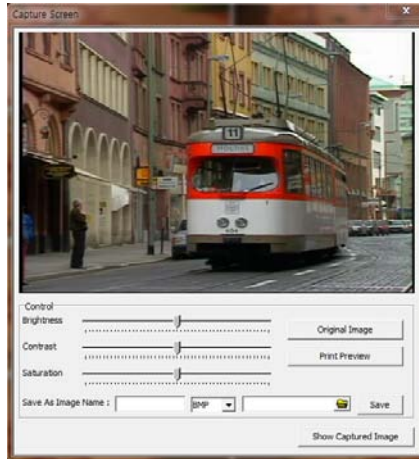 Capture Screen
x
11
Control
Brightness
Original Image
Contrast
Print Preview
Saturation
Save As Image Name :
BMP
Save
Show Captured Image